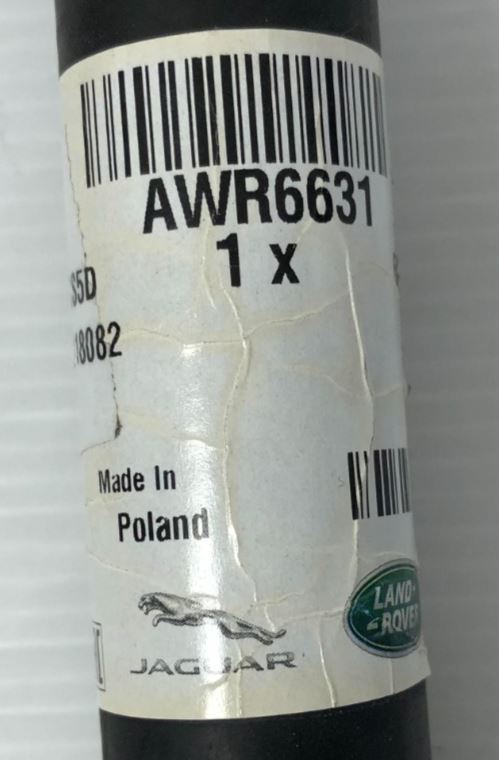 AWR6631
1 x
S5D
18082
Made In
Poland
JAGUAR
LAND-
ROVER